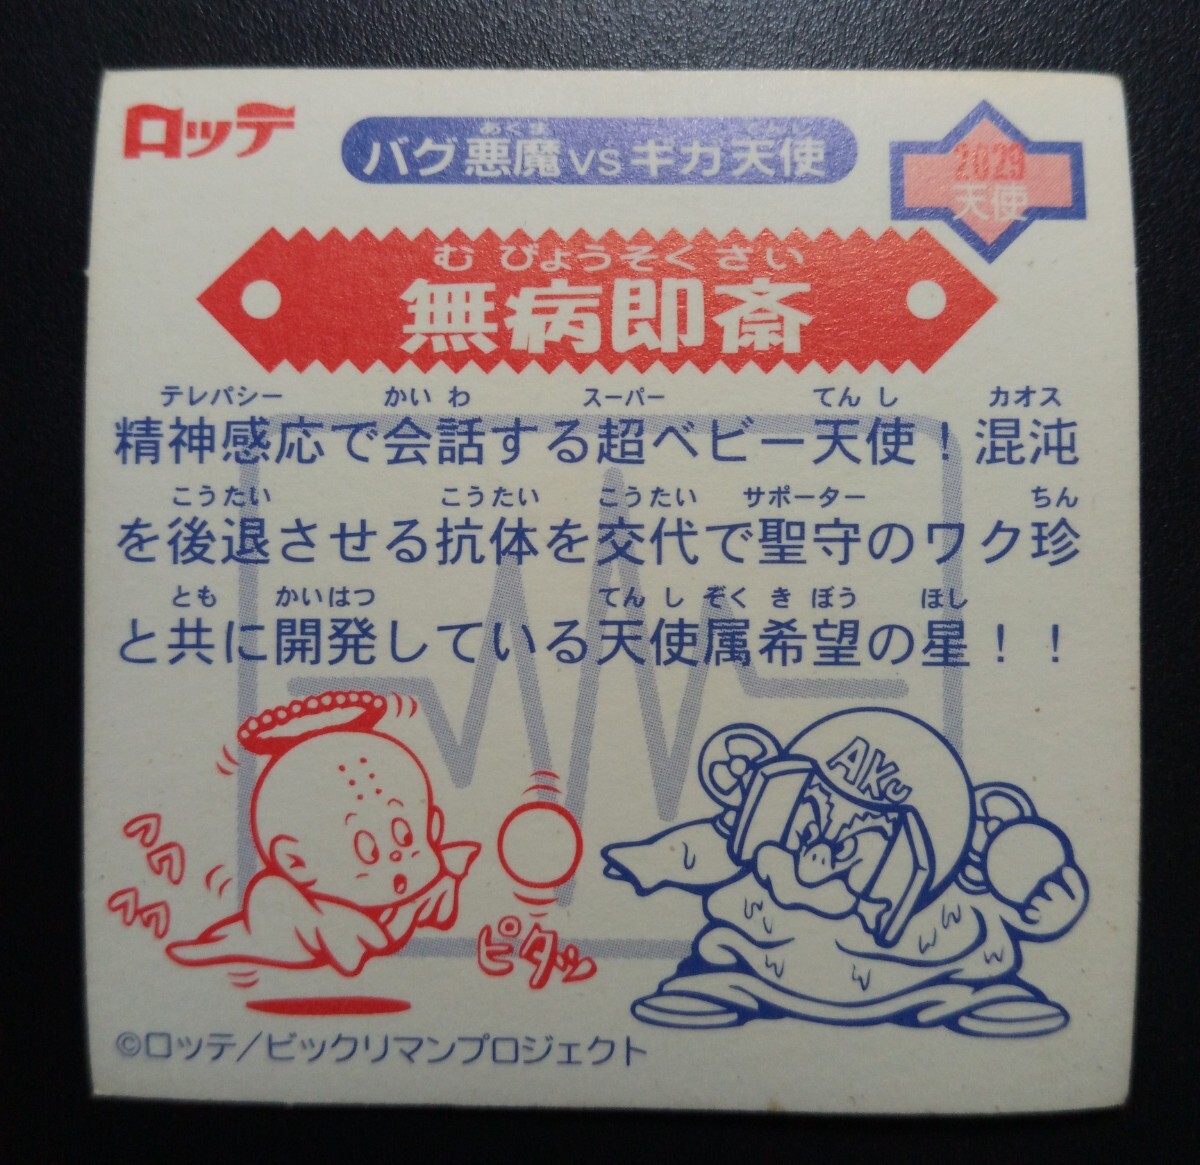 ロッテ
あくま てんし
バグ悪魔vsギガ天使
2029
天使
む びょうそく さい
無病即斎
テレパシー かい わ スーパー てん し カオス
精神感応で会話する超ベビー天使！混沌
こうたい こうたい こうたい サポーター ちん
を後退させる抗体を交代で聖守のワク珍
とも かいはつ てん し ぞく き ぼう ほし
と共に開発している天使属希望の星！！
AKU
フワ
フワ
ピタッ
©ロッテ/ビックリマンプロジェクト